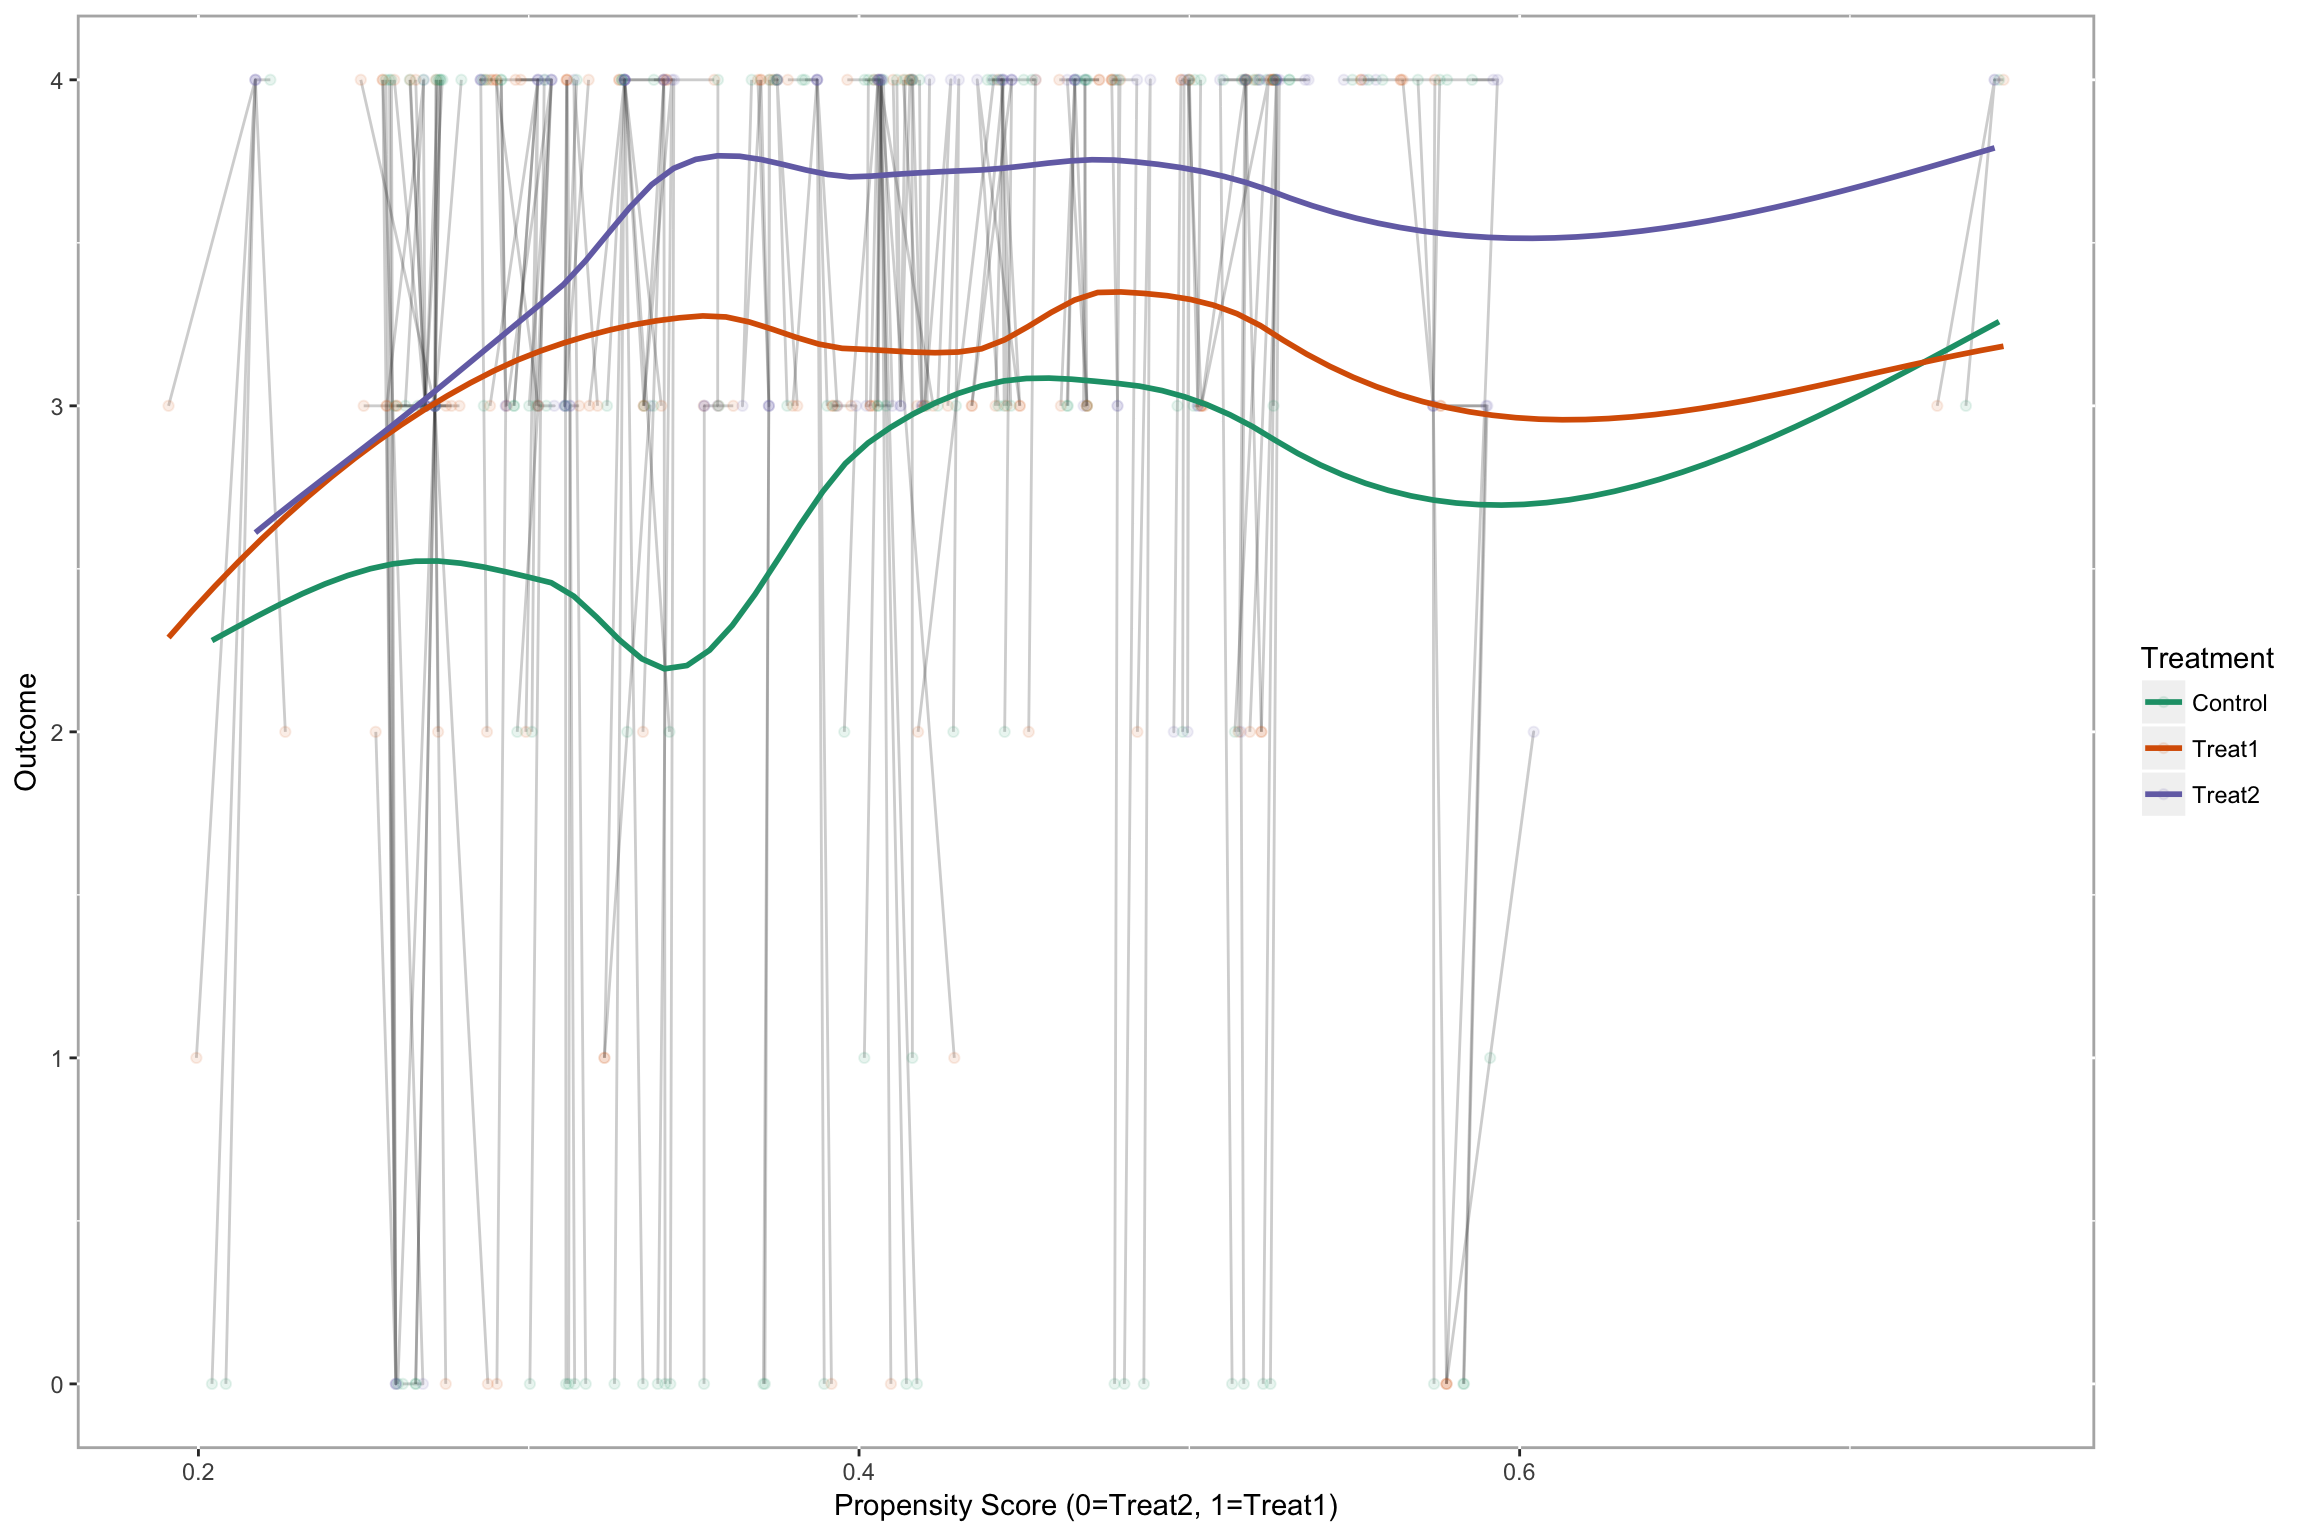 4
3
2
1
0
Outcome
0.2
0.4
0.6
Propensity Score (0=Treat2, 1=Treat1)
Treatment
Control
Treat1
Treat2